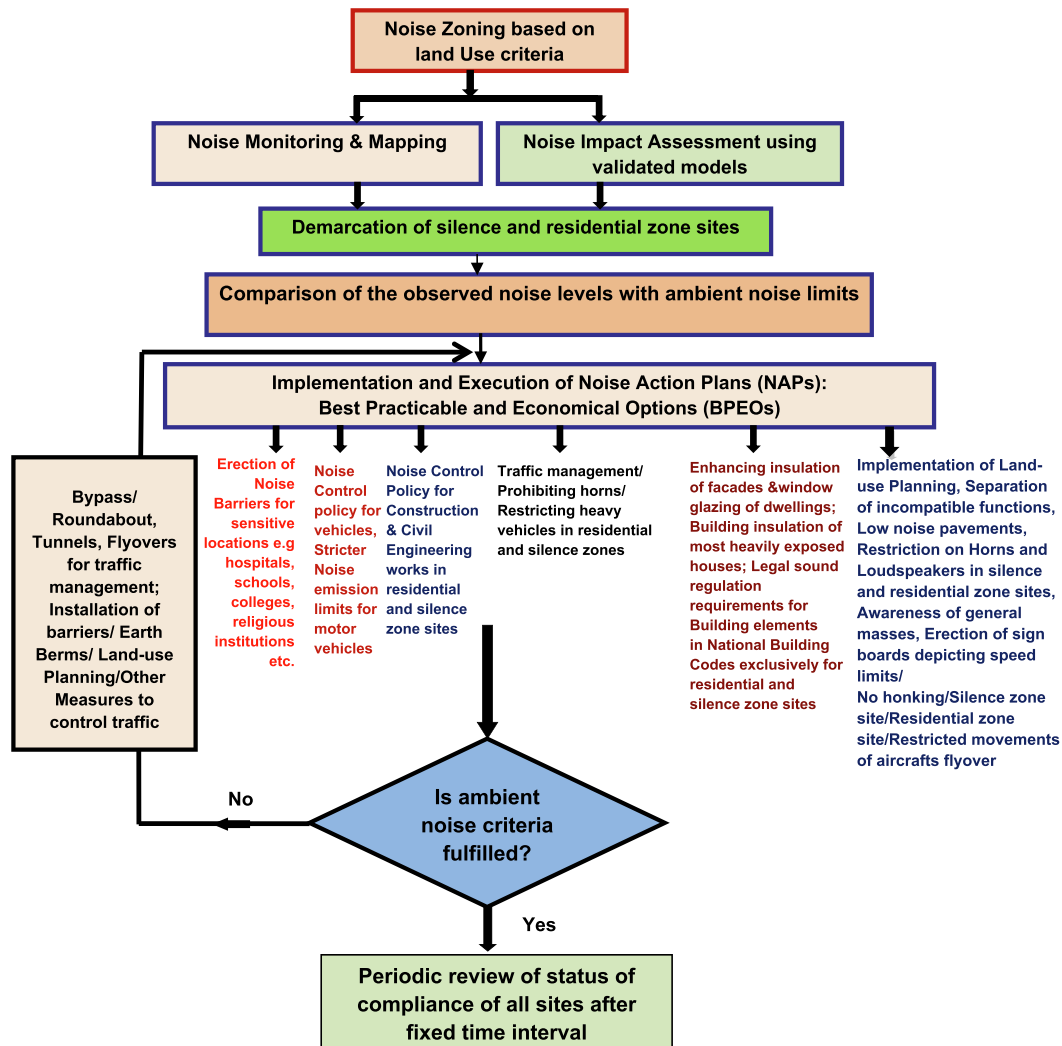 Noise Zoning based on
land Use criteria
Noise Monitoring & Mapping
Noise Impact Assessment using
validated models
Demarcation of silence and residential zone sites
Comparison of the observed noise levels with ambient noise limits
Implementation and Execution of Noise Action Plans (NAPs):
Best Practicable and Economical Options (BPEOs)
Bypass/
Roundabout,
Tunnels, Flyovers
for traffic
management;
Installation of
barriers/ Earth
Berms/ Land-use
Planning/Other
Measures to
control traffic
Erection of
Noise
Barriers for
sensitive
locations e.g
hospitals,
schools,
colleges,
religious
institutions
etc.
Noise
Control
policy for
vehicles,
Stricter
Noise
emission
limits for
motor
vehicles
Noise Control
Policy for
Construction
& Civil
Engineering
works in
residential
and silence
zone sites
Traffic management/
Prohibiting horns/
Restricting heavy
vehicles in residential
and silence zones
Enhancing insulation
of facades &window
glazing of dwellings;
Building insulation of
most heavily exposed
houses; Legal sound
regulation
requirements for
Building elements
in National Building
Codes exclusively for
residential and
silence zone sites
Implementation of Land-
use Planning, Separation
of incompatible functions,
Low noise pavements,
Restriction on Horns and
Loudspeakers in silence
and residential zone sites,
Awareness of general
masses, Erection of sign
boards depicting speed
limits/
No honking/Silence zone
site/Residential zone
site/Restricted movements
of aircrafts flyover
Is ambient
noise criteria
fulfilled?
No
Yes
Periodic review of status of
compliance of all sites after
fixed time interval